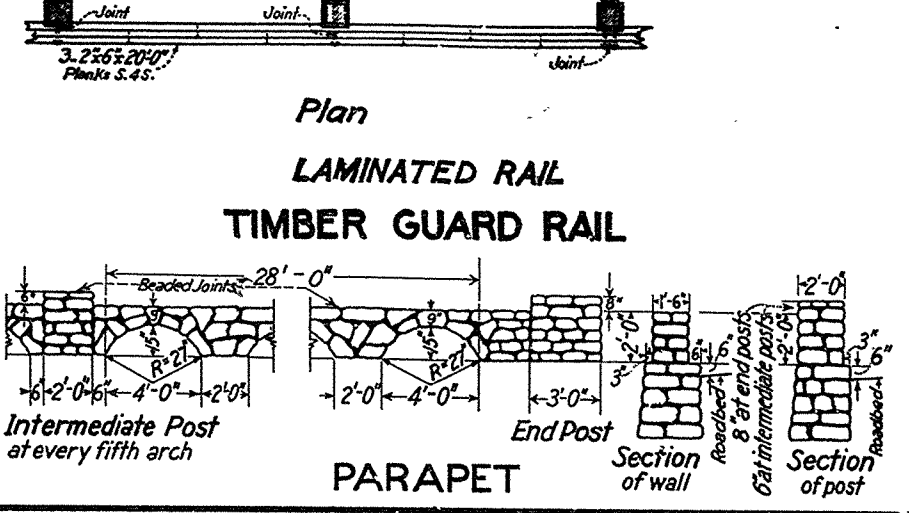 Joint
Joint
3-2"x6"x20'-0"
Planks S.4S.
Joint
Plan
LAMINATED RAIL
TIMBER GUARD RAIL
28'-0"
Beaded Joints
6"
9"
15"
R=27"
6"
2'-0"
6"
4'-0"
2'-0"
Intermediate Post
at every fifth arch
9"
15"
R=27"
2'-0"
4'-0"
8"
3'-0"
End Post
1'-6"
2'-0"
3"
6"
6"
Roadbed
Section
of wall
8" at end posts
6" at intermediate posts
2'-0"
2'-0"
3"
6"
Roadbed
Section
of post
PARAPET